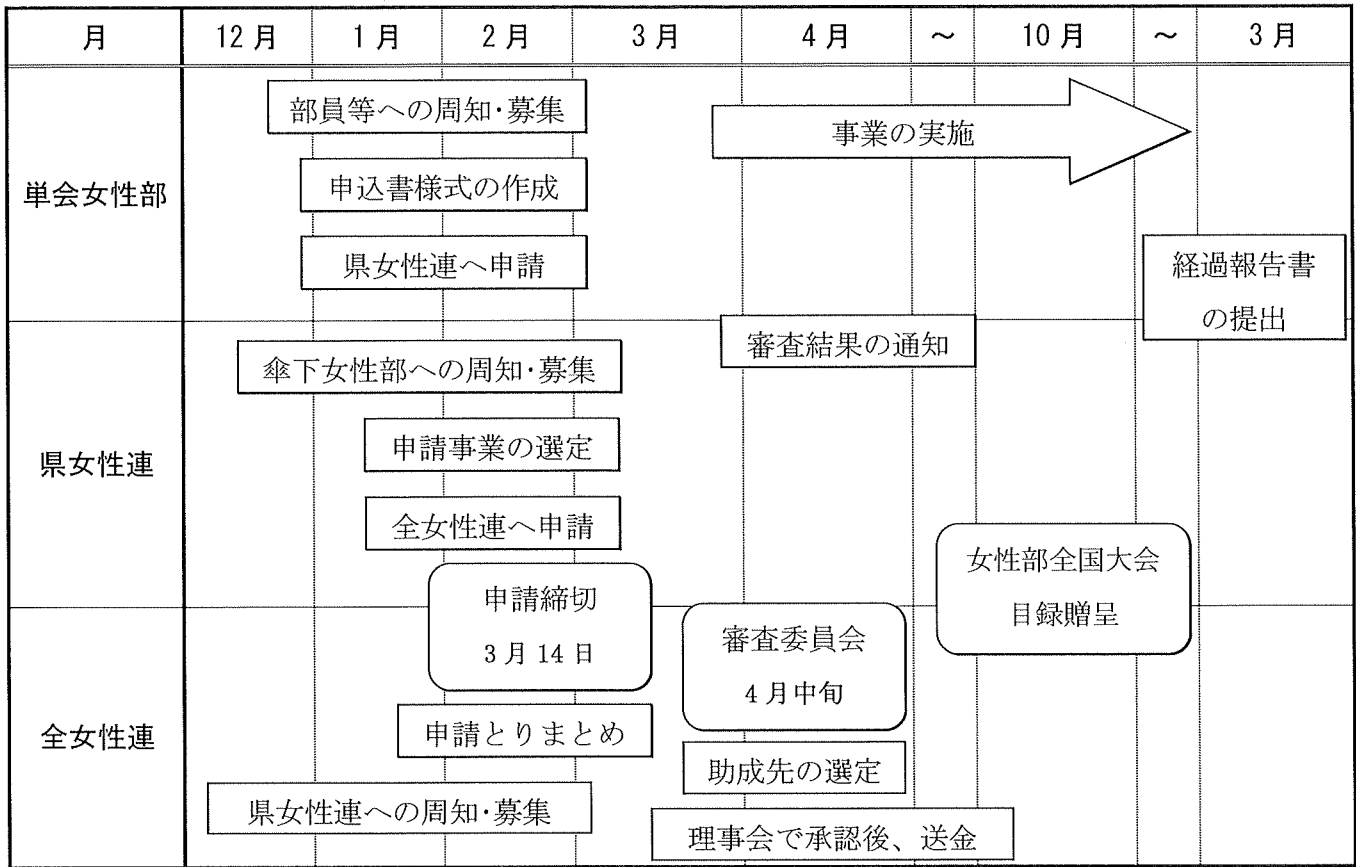 月 12月 1月 2月 3月 4月 ～ 10月 ～ 3月
単会女性部
部員等への周知･募集
事業の実施
申込書様式の作成
県女性連へ申請
経過報告書
の提出
県女性連
審査結果の通知
傘下女性部への周知･募集
申請事業の選定
全女性連へ申請
女性部全国大会
目録贈呈
申請締切
3月14日
全女性連
審査委員会
4月中旬
申請とりまとめ
助成先の選定
県女性連への周知･募集
理事会で承認後、送金